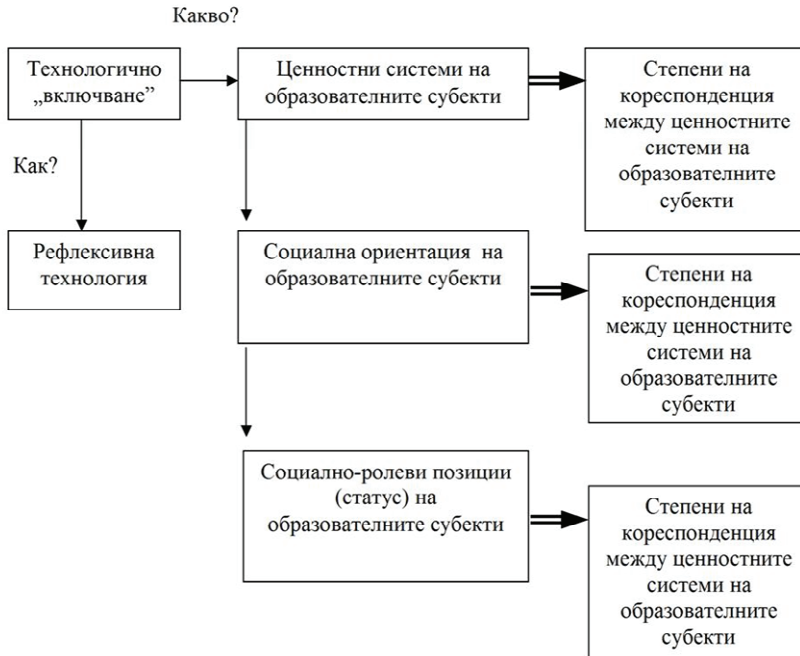 Какво?
Технологично
„включване”
Ценностни системи на
образователните субекти
Степени на
кореспонденция
между ценностните
системи на
образователните
субекти
Как?
Рефлексивна
технология
Социална ориентация на
образователните субекти
Степени на
кореспонденция
между ценностните
системи на
образователните
субекти
Социално-ролеви позиции
(статус) на
образователните субекти
Степени на
кореспонденция
между ценностните
системи на
образователните
субекти